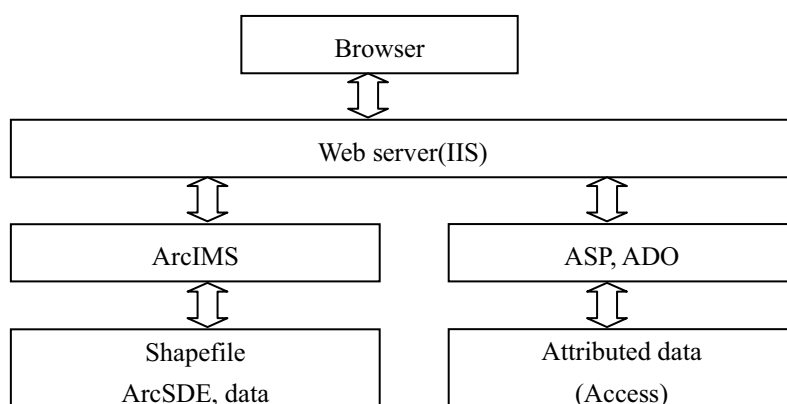 Browser
Web server(IIS)
ArcIMS
ASP, ADO
Shapefile
ArcSDE, data
Attributed data
(Access)